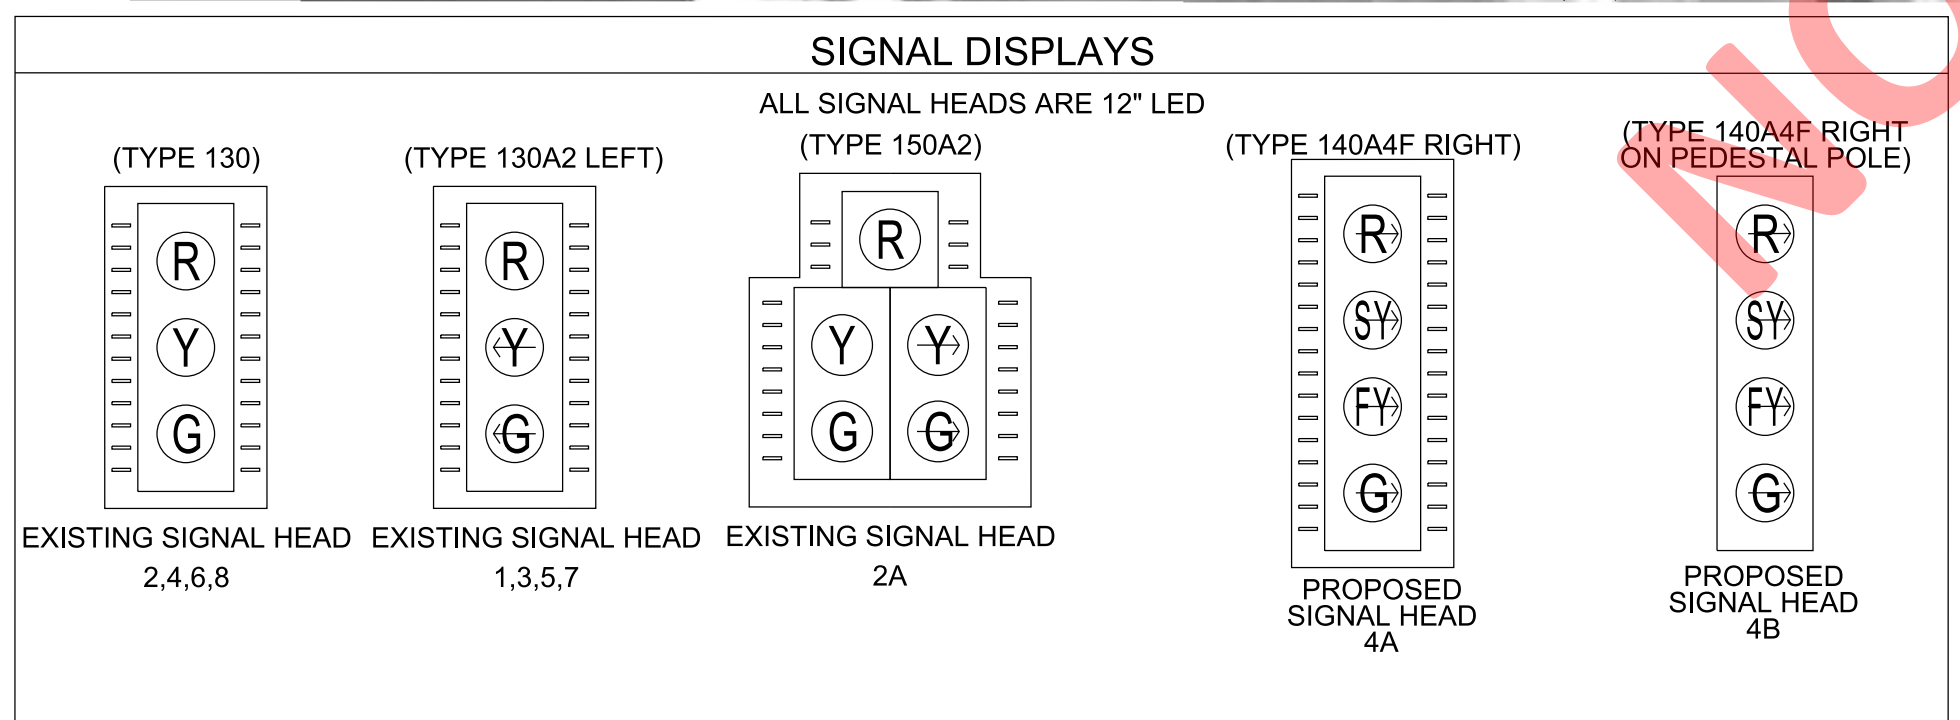 SIGNAL DISPLAYS
ALL SIGNAL HEADS ARE 12" LED
(TYPE 130)
R
Y
G
EXISTING SIGNAL HEAD
2,4,6,8
(TYPE 130A2 LEFT)
R
Y
G
EXISTING SIGNAL HEAD
1,3,5,7
(TYPE 150A2)
R
Y Y
G G
EXISTING SIGNAL HEAD
2A
(TYPE 140A4F RIGHT)
R
SY
FY
G
PROPOSED
SIGNAL HEAD
4A
(TYPE 140A4F RIGHT
ON PEDESTAL POLE)
R
SY
FY
G
PROPOSED
SIGNAL HEAD
4B